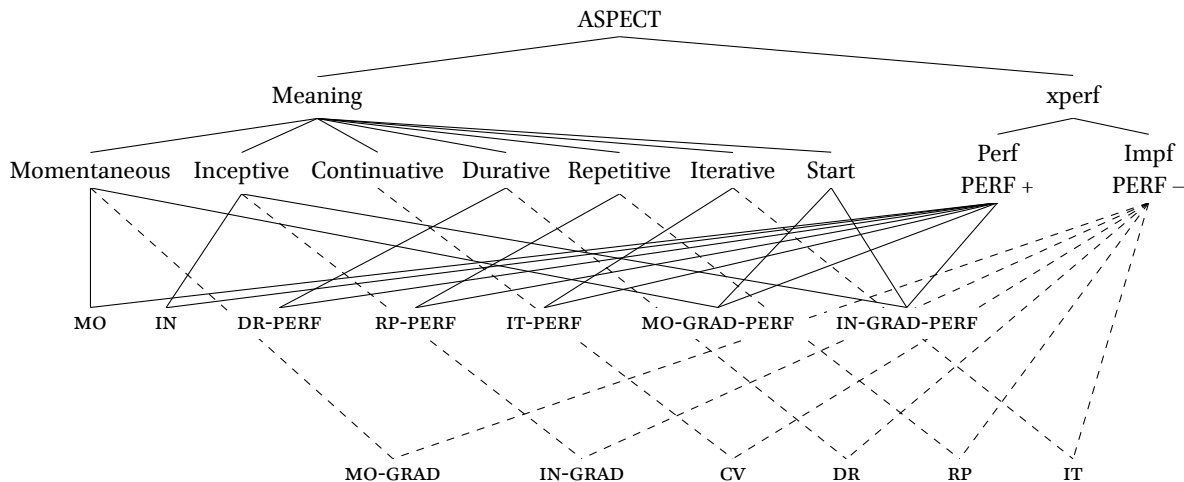 ASPECT
Meaning xperf
Momentaneous Inceptive Continuative Durative Repetitive Iterative Start Perf Impf
PERF + PERF –
MO IN DR-PERF RP-PERF IT-PERF MO-GRAD-PERF IN-GRAD-PERF
MO-GRAD IN-GRAD CV DR RP IT